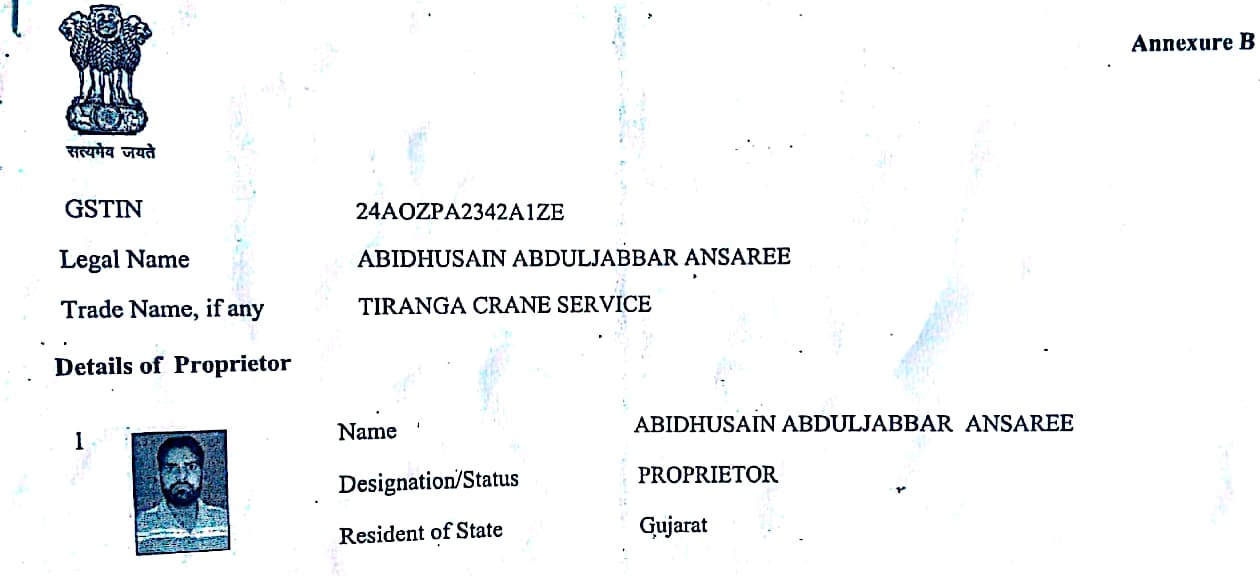 Annexure B
सत्यमेव जयते
GSTIN 24AOZPA2342A1ZE
Legal Name ABIDHUSAIN ABDULJABBAR ANSAREE
Trade Name, if any TIRANGA CRANE SERVICE
Details of Proprietor
1
Name ABIDHUSAIN ABDULJABBAR ANSAREE
Designation/Status PROPRIETOR
Resident of State Gujarat